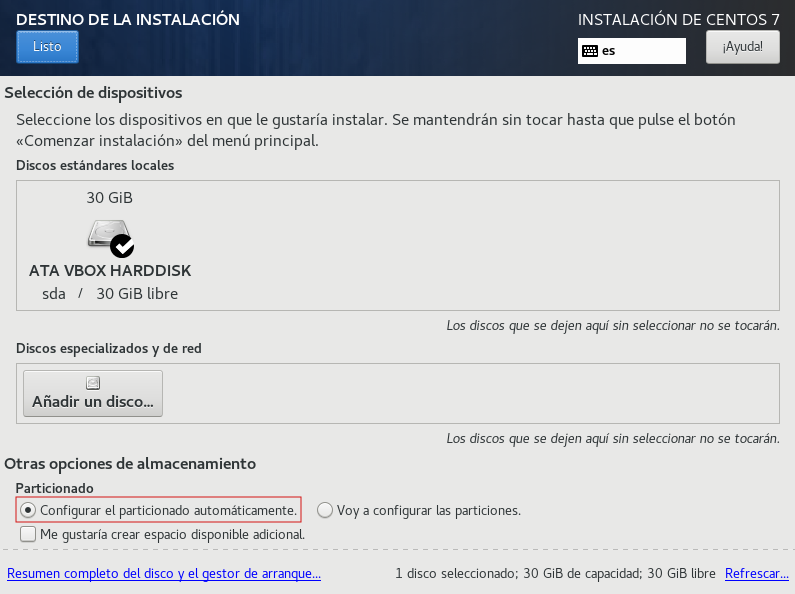 DESTINO DE LA INSTALACIÓN
INSTALACIÓN DE CENTOS 7
Listo
es
¡Ayuda!
Selección de dispositivos
Seleccione los dispositivos en que le gustaría instalar. Se mantendrán sin tocar hasta que pulse el botón
«Comenzar instalación» del menú principal.
Discos estándares locales
30 GiB
ATA VBOX HARDDISK
sda / 30 GiB libre
Los discos que se dejen aquí sin seleccionar no se tocarán.
Discos especializados y de red
Añadir un disco...
Los discos que se dejen aquí sin seleccionar no se tocarán.
Otras opciones de almacenamiento
Particionado
Configurar el particionado automáticamente. Voy a configurar las particiones.
Me gustaría crear espacio disponible adicional.
Resumen completo del disco y el gestor de arranque... 1 disco seleccionado; 30 GiB de capacidad; 30 GiB libre Refrescar...